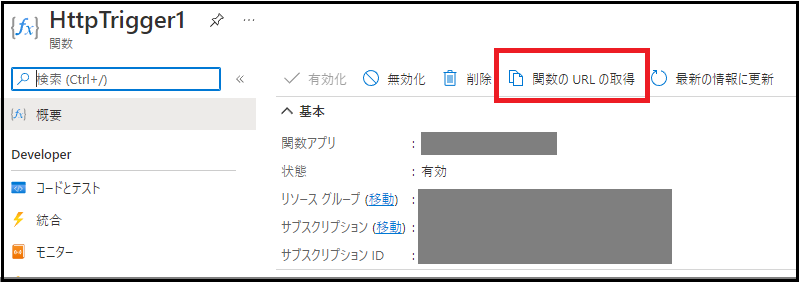 HttpTrigger1
関数
検索 (Ctrl+/)
概要
Developer
コードとテスト
統合
モニター
有効化 無効化 削除 関数の URL の取得 最新の情報に更新
基本
関数アプリ :
状態 : 有効
リソース グループ (移動) :
サブスクリプション (移動) :
サブスクリプション ID :